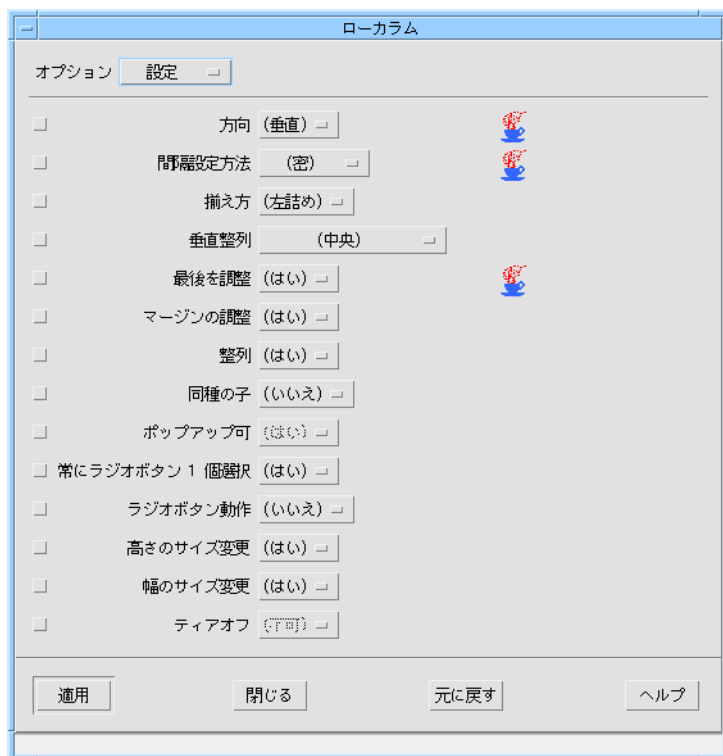 ローカラム
オプション 設定
方向 (垂直)
間隔設定方法 (密)
揃え方 (左詰め)
垂直整列 (中央)
最後を調整 (はい)
マージンの調整 (はい)
整列 (はい)
同種の子 (いいえ)
ポップアップ可 (はい)
常にラジオボタン 1 個選択 (はい)
ラジオボタン動作 (いいえ)
高さのサイズ変更 (はい)
幅のサイズ変更 (はい)
ティアオフ
適用 閉じる 元に戻す ヘルプ